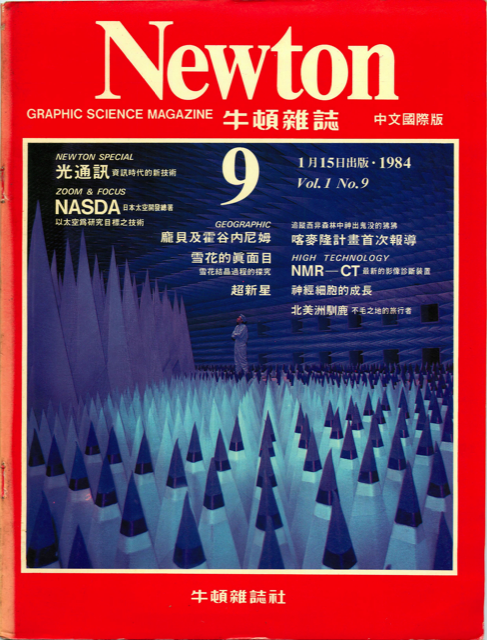 Newton
GRAPHIC SCIENCE MAGAZINE 牛頓雜誌 中文國際版
NEWTON SPECIAL
光通訊 資訊時代的新技術
ZOOM & FOCUS
NASDA 日本太空開發總署
以太空為研究目標之技術
9
1月15日出版·1984
Vol.1 No.9
GEOGRAPHIC
龐貝及霍谷內尼姆
雪花的眞面目
雪花結晶過程的探究
超新星
追蹤西非森林中神出鬼没的狒狒
喀麥隆計畫首次報導
HIGH TECHNOLOGY
NMR—CT 最新的影像診斷裝置
神經細胞的成長
北美洲馴鹿 不毛之地的旅行者
牛頓雜誌社